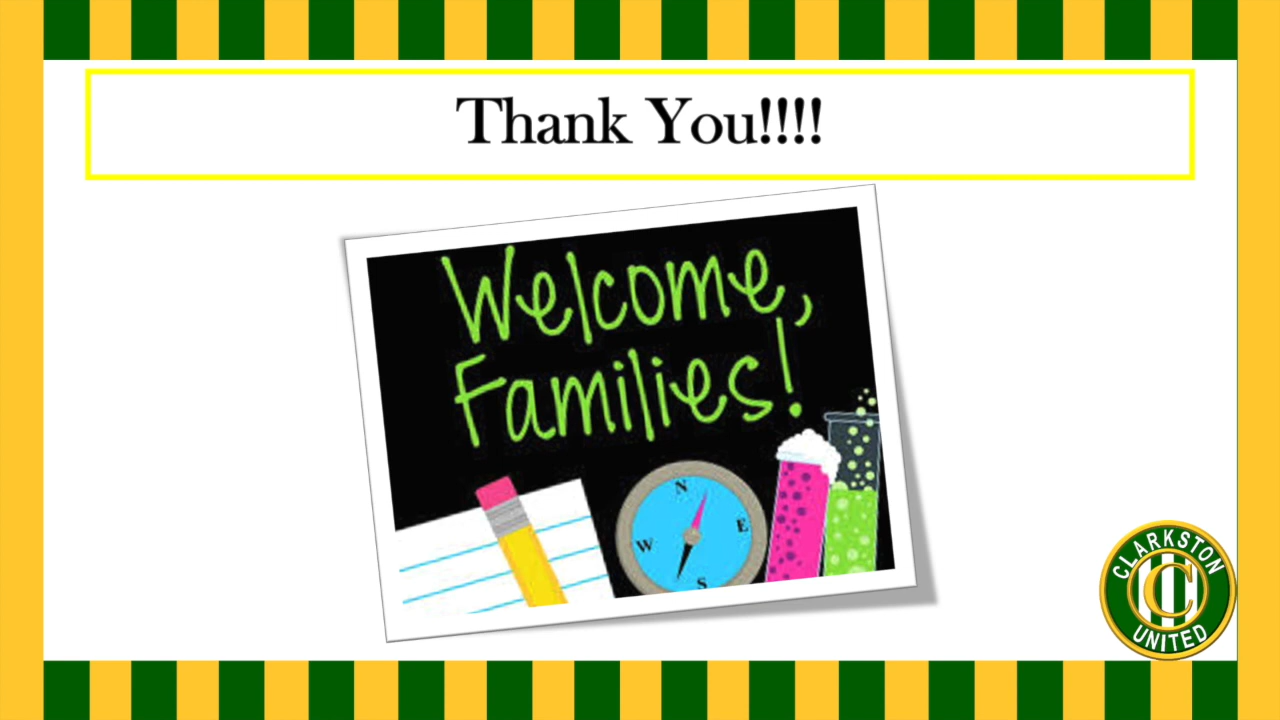 Thank You!!!!
Welcome,
Families!
N
E
W
S
CLARKSTON
C
UNITED